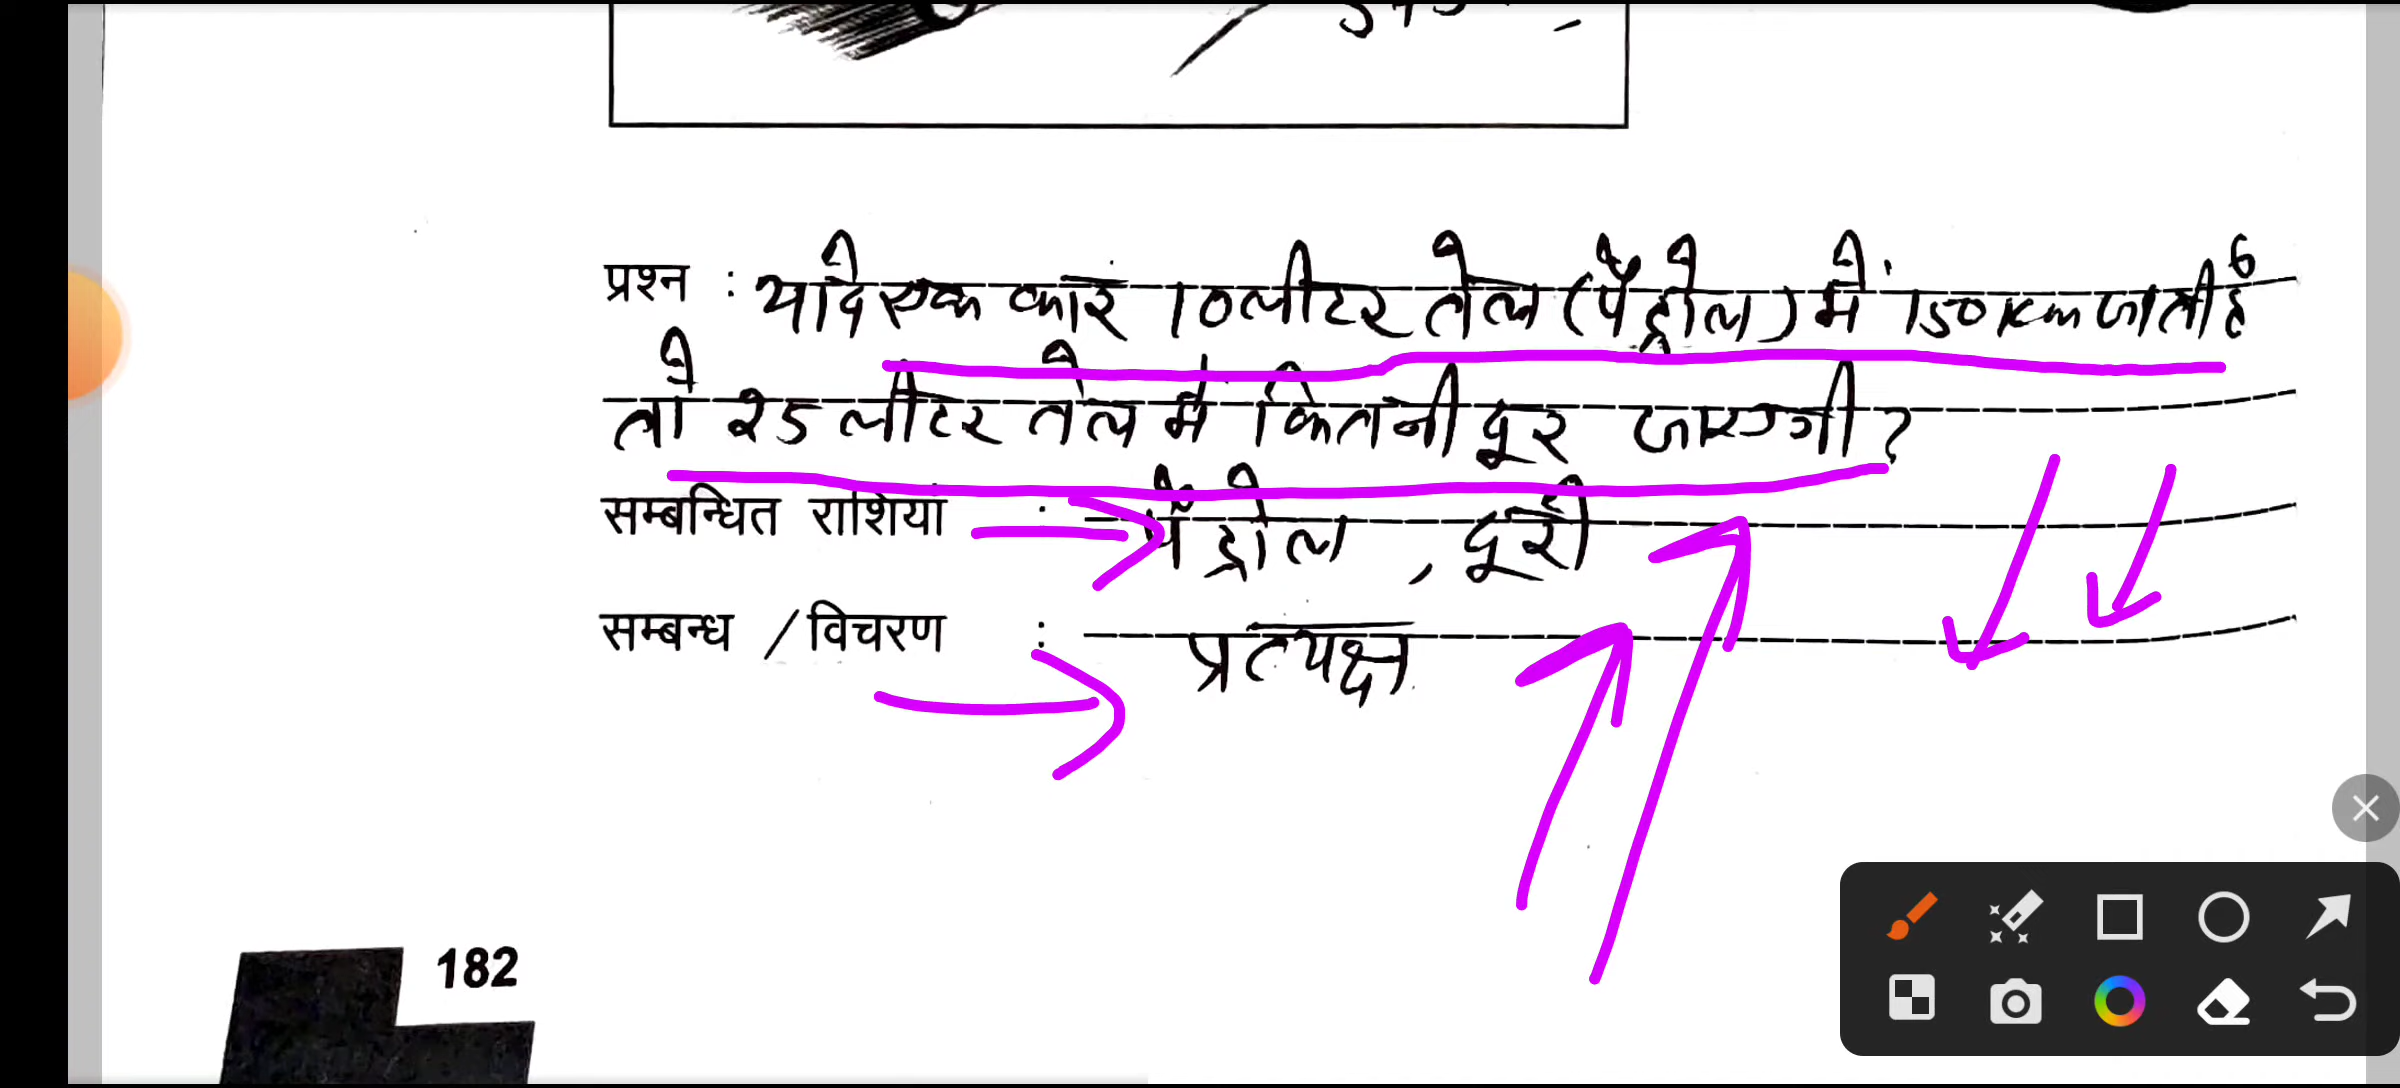 प्रश्न : यदि एक कार 10 लीटर तेल (पैट्रोल) में 150 Km जाती है
तो 25 लीटर तेल में कितनी दूर जाएगी?
सम्बन्धित राशियां : पैट्रोल, दूरी
सम्बन्ध / विचरण : प्रत्यक्ष
182